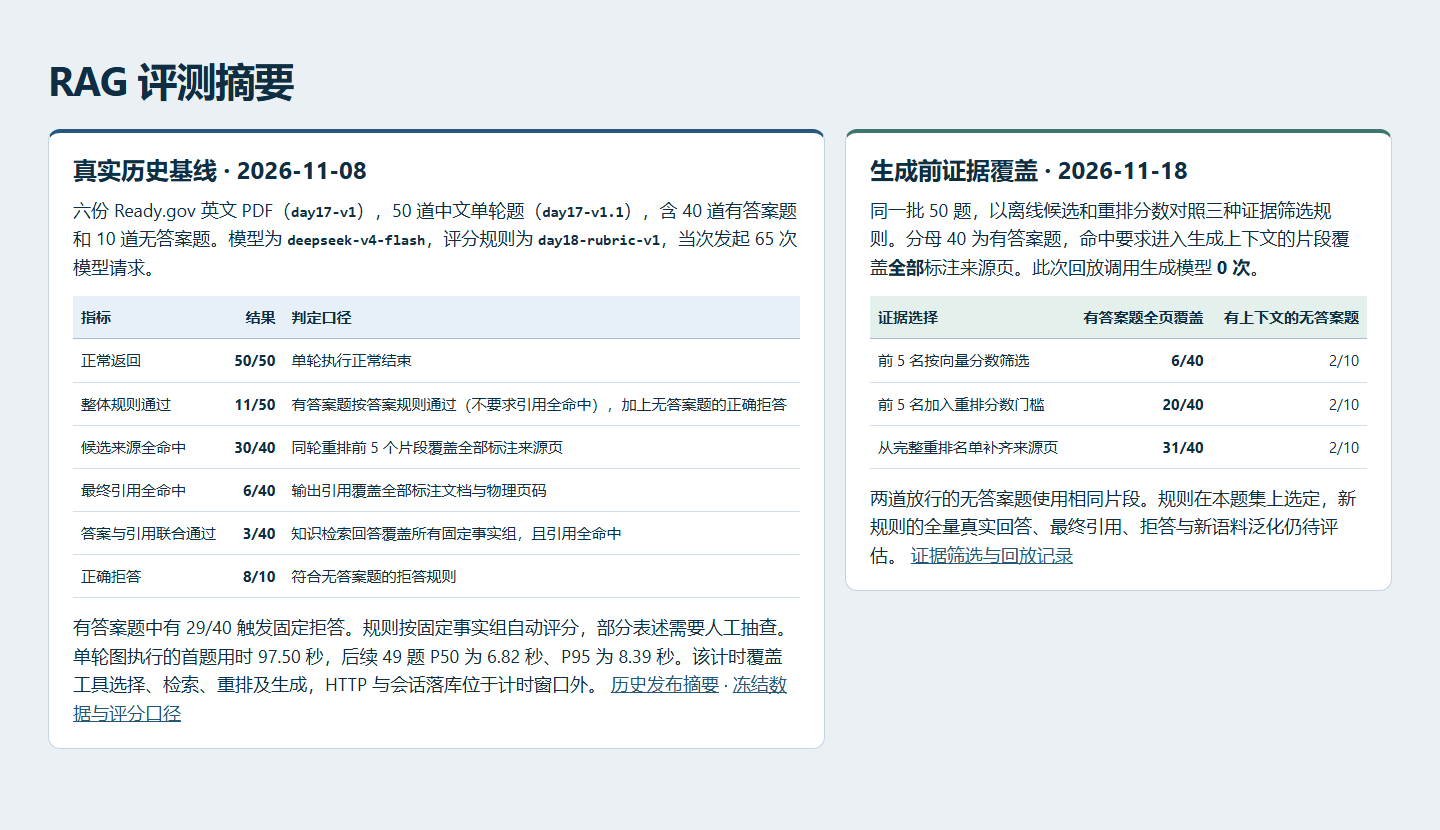 RAG 评测摘要
真实历史基线 · 2026-11-08
六份 Ready.gov 英文 PDF（day17-v1），50 道中文单轮题（day17-v1.1），含 40 道有答案题
和 10 道无答案题。模型为 deepseek-v4-flash，评分规则为 day18-rubric-v1，当次发起 65 次
模型请求。
指标 结果 判定口径
正常返回 50/50 单轮执行正常结束
整体规则通过 11/50 有答案题按答案规则通过（不要求引用全命中），加上无答案题的正确拒答
候选来源全命中 30/40 同轮重排前 5 个片段覆盖全部标注来源页
最终引用全命中 6/40 输出引用覆盖全部标注文档与物理页码
答案与引用联合通过 3/40 知识检索回答覆盖所有固定事实组，且引用全命中
正确拒答 8/10 符合无答案题的拒答规则
有答案题中有 29/40 触发固定拒答。规则按固定事实组自动评分，部分表述需要人工抽查。
单轮图执行的首题用时 97.50 秒，后续 49 题 P50 为 6.82 秒、P95 为 8.39 秒。该计时覆盖
工具选择、检索、重排及生成，HTTP 与会话落库位于计时窗口外。 历史发布摘要 · 冻结数
据与评分口径
生成前证据覆盖 · 2026-11-18
同一批 50 题，以离线候选和重排分数对照三种证据筛选规
则。分母 40 为有答案题，命中要求进入生成上下文的片段覆
盖全部标注来源页。此次回放调用生成模型 0 次。
证据选择 有答案题全页覆盖 有上下文的无答案题
前 5 名按向量分数筛选 6/40 2/10
前 5 名加入重排分数门槛 20/40 2/10
从完整重排名单补齐来源页 31/40 2/10
两道放行的无答案题使用相同片段。规则在本题集上选定，新
规则的全量真实回答、最终引用、拒答与新语料泛化仍待评
估。 证据筛选与回放记录